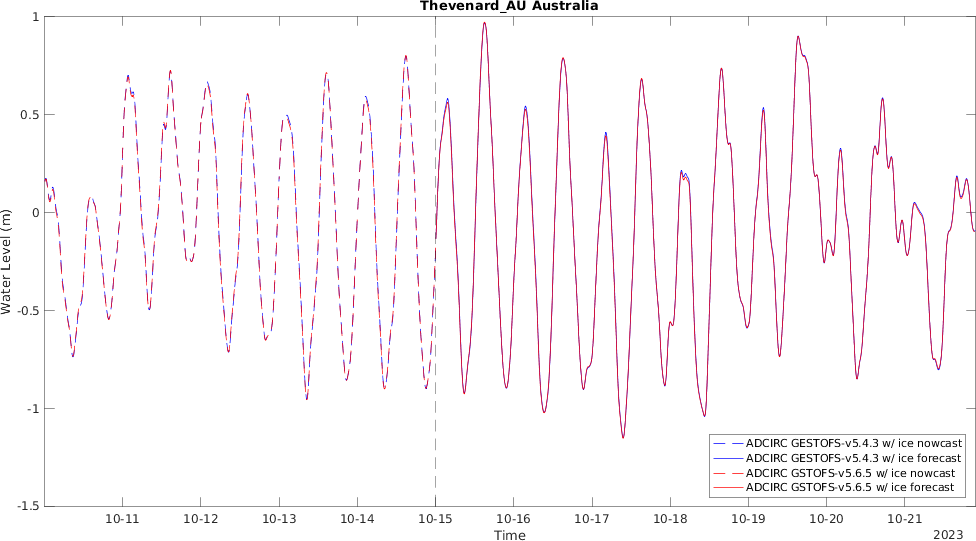 Thevenard_AU Australia
1
0.5
0
-0.5
-1
-1.5
Water Level (m)
10-11 10-12 10-13 10-14 10-15 10-16 10-17 10-18 10-19 10-20 10-21
Time
2023
ADCIRC GESTOFS-v5.4.3 w/ ice nowcast
ADCIRC GESTOFS-v5.4.3 w/ ice forecast
ADCIRC GSTOFS-v5.6.5 w/ ice nowcast
ADCIRC GSTOFS-v5.6.5 w/ ice forecast